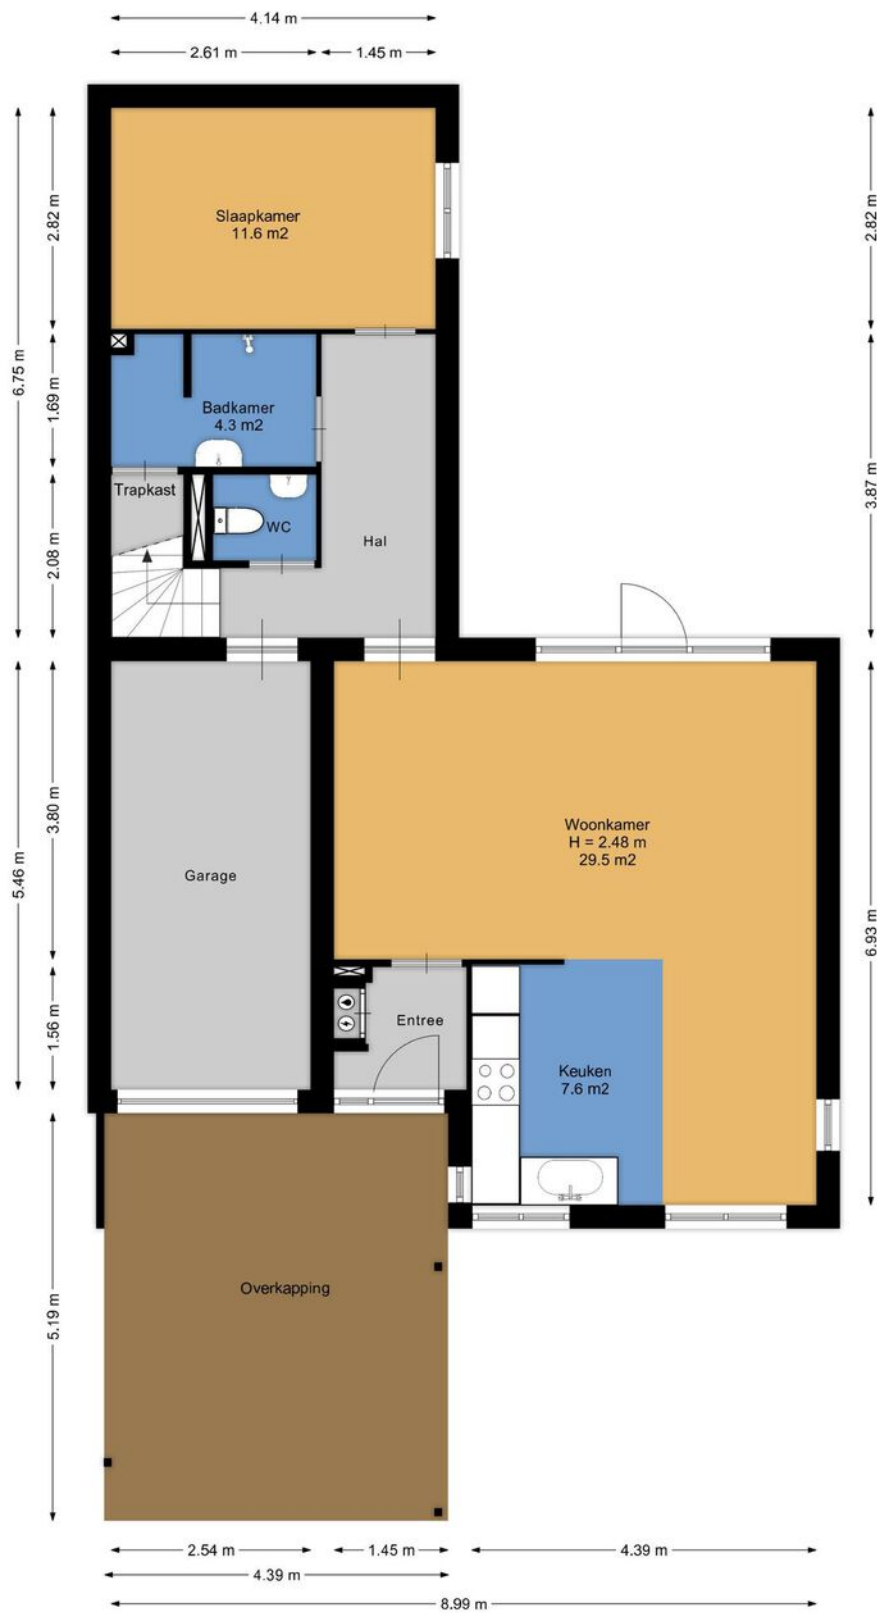 4.14 m
2.61 m
1.45 m
6.75 m
2.82 m
1.69 m
2.08 m
2.82 m
3.87 m
Slaapkamer
11.6 m2
Badkamer
4.3 m2
Trapkast
WC
Hal
5.46 m
3.80 m
1.56 m
6.93 m
Garage
Woonkamer
H = 2.48 m
29.5 m2
Entree
Keuken
7.6 m2
5.19 m
Overkapping
2.54 m
1.45 m
4.39 m
4.39 m
8.99 m